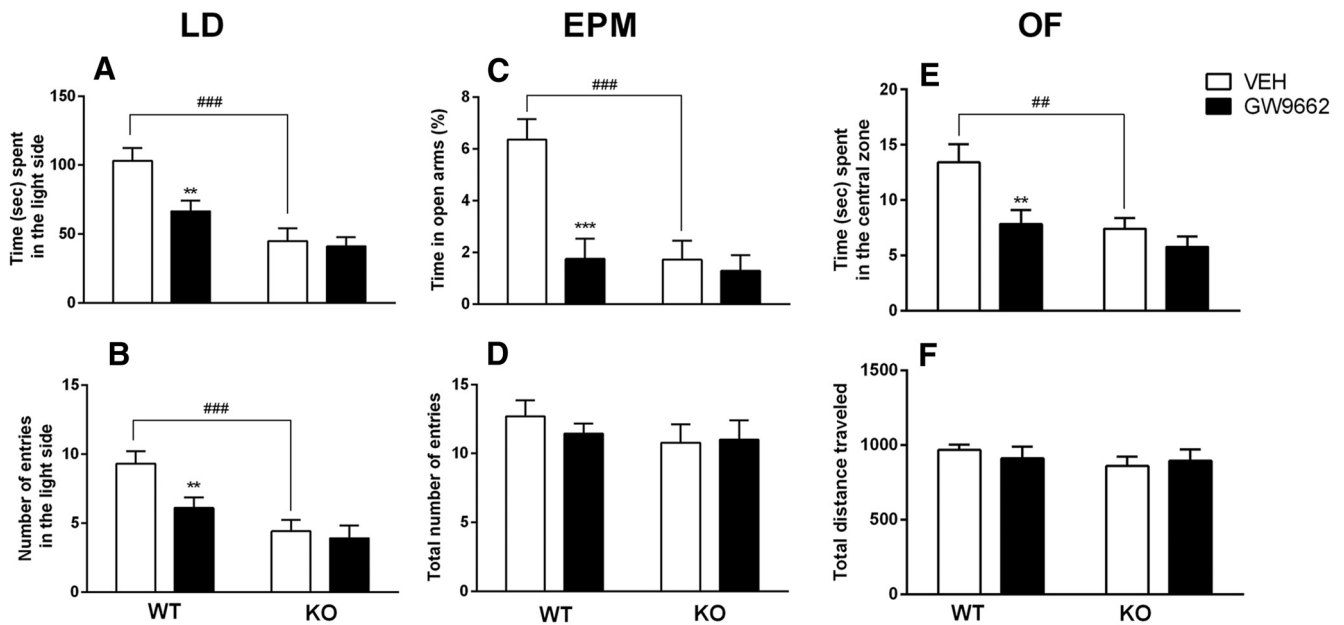 LD
EPM
OF
A
Time (sec) spent
in the light side
150
100
50
0
###
**
C
Time in open arms (%)
8
6
4
2
0
###
***
E
Time (sec) spent
in the central zone
20
15
10
5
0
##
**
VEH
GW9662
B
Number of entries
in the light side
15
10
5
0
###
**
WT
KO
D
Total number of entries
15
10
5
0
WT
KO
F
Total distance traveled
1500
1000
500
0
WT
KO